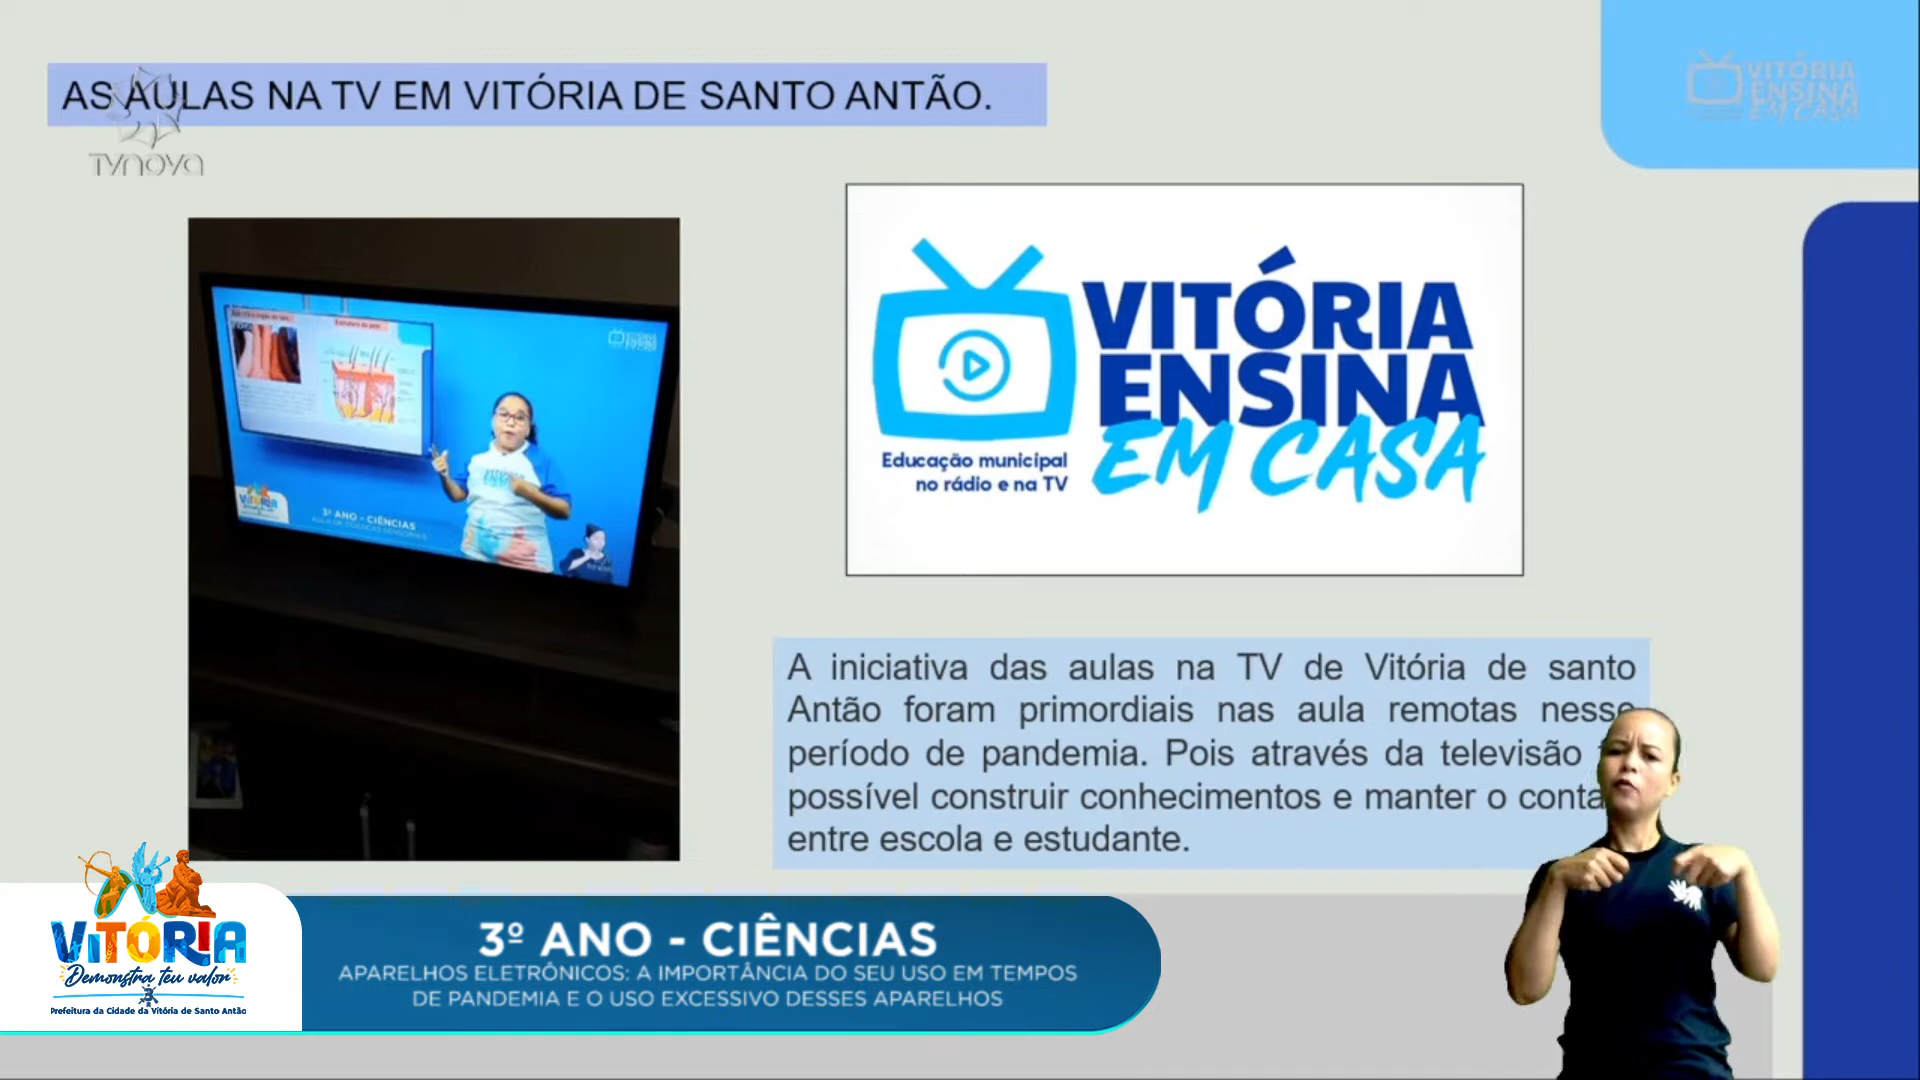 AS AULAS NA TV EM VITÓRIA DE SANTO ANTÃO.
TVNOVA
VITÓRIA
ENSINA
EM CASA
VITÓRIA
ENSINA
EM CASA
Educação municipal
no rádio e na TV
3º ANO - CIÊNCIAS
A iniciativa das aulas na TV de Vitória de santo
Antão foram primordiais nas aula remotas nesse
período de pandemia. Pois através da televisão
possível construir conhecimentos e manter o
entre escola e estudante.
VITÓRIA
Demonstra teu valor
Prefeitura da Cidade da Vitória de Santo Antão
3º ANO - CIÊNCIAS
APARELHOS ELETRÔNICOS: A IMPORTÂNCIA DO SEU USO EM TEMPOS
DE PANDEMIA E O USO EXCESSIVO DESSES APARELHOS